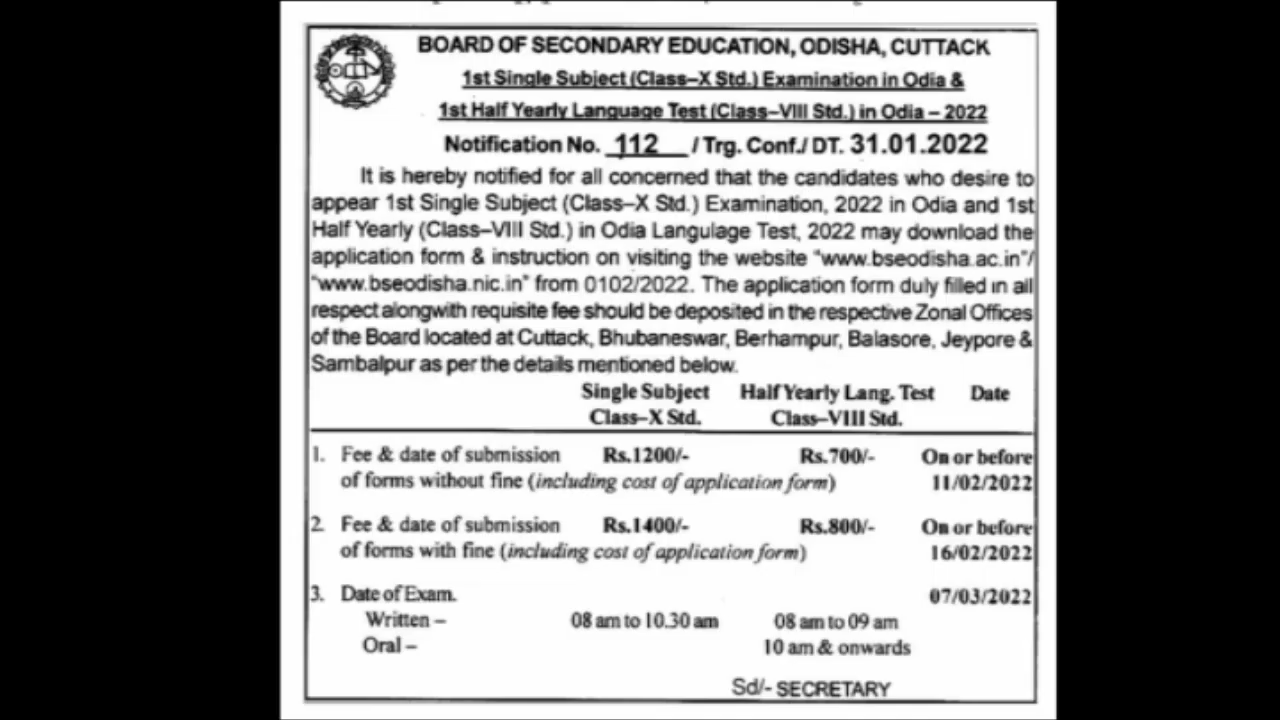 BOARD OF SECONDARY EDUCATION, ODISHA, CUTTACK
1st Single Subject (Class–X Std.) Examination in Odia &
1st Half Yearly Language Test (Class–VIII Std.) in Odia – 2022
Notification No. 112 / Trg. Conf./ DT. 31.01.2022
It is hereby notified for all concerned that the candidates who desire to
appear 1st Single Subject (Class–X Std.) Examination, 2022 in Odia and 1st
Half Yearly (Class–VIII Std.) in Odia Langulage Test, 2022 may download the
application form & instruction on visiting the website "www.bseodisha.ac.in"/
"www.bseodisha.nic.in" from 0102/2022. The application form duly filled in all
respect alongwith requisite fee should be deposited in the respective Zonal Offices
of the Board located at Cuttack, Bhubaneswar, Berhampur, Balasore, Jeypore &
Sambalpur as per the details mentioned below.
Single Subject Half Yearly Lang. Test Date
Class–X Std. Class–VIII Std.
1. Fee & date of submission Rs.1200/- Rs.700/- On or before
of forms without fine (including cost of application form) 11/02/2022
2. Fee & date of submission Rs.1400/- Rs.800/- On or before
of forms with fine (including cost of application form) 16/02/2022
3. Date of Exam. 07/03/2022
Written – 08 am to 10.30 am 08 am to 09 am
Oral – 10 am & onwards
Sd/- SECRETARY